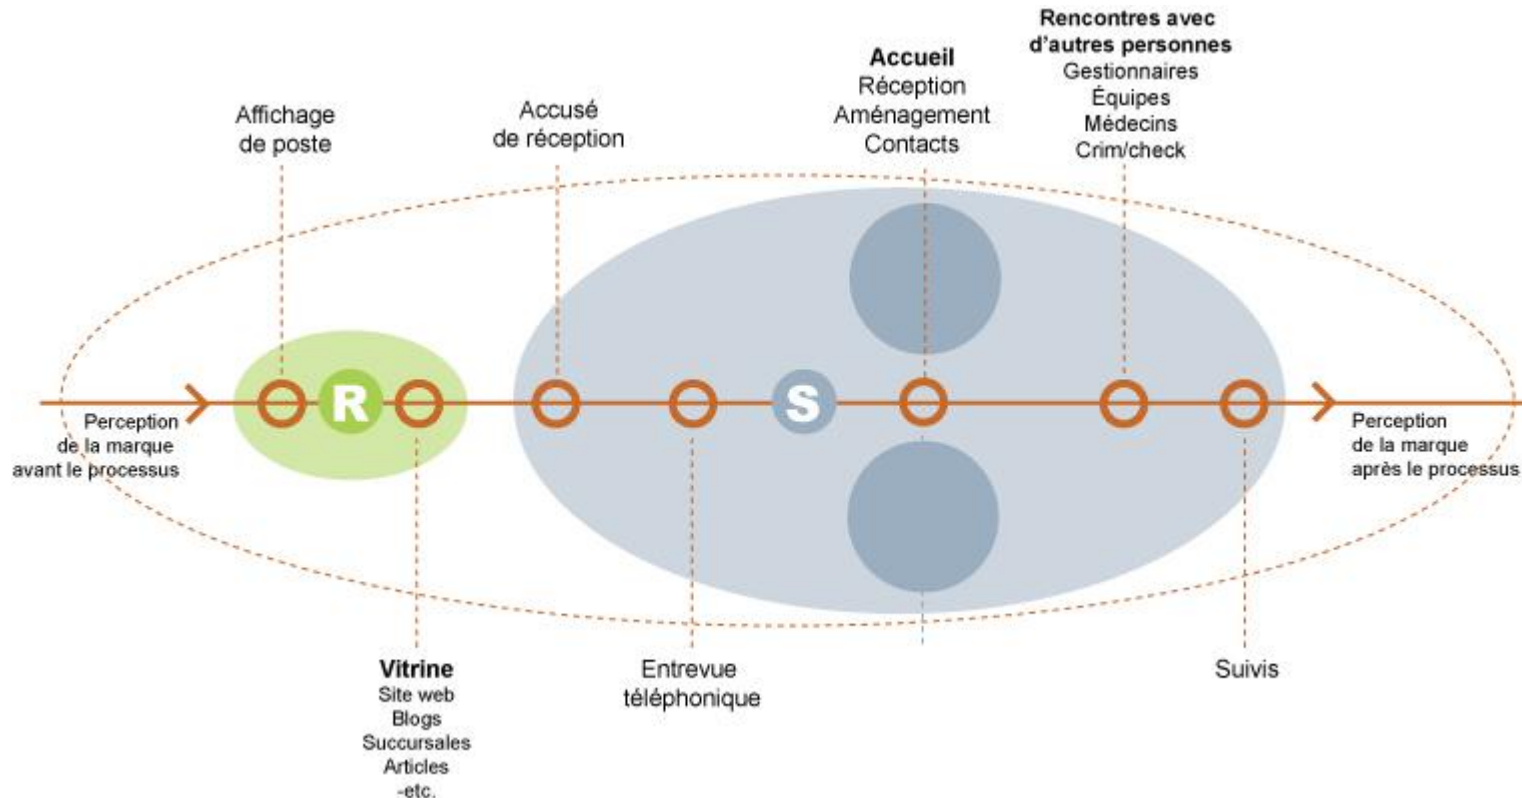 Affichage
de poste
Accusé
de réception
Accueil
Réception
Aménagement
Contacts
Rencontres avec
d'autres personnes
Gestionnaires
Équipes
Médecins
Crim/check
R
S
Perception
de la marque
avant le processus
Perception
de la marque
après le processus
Vitrine
Site web
Blogs
Succursales
Articles
-etc.
Entrevue
téléphonique
Suivis